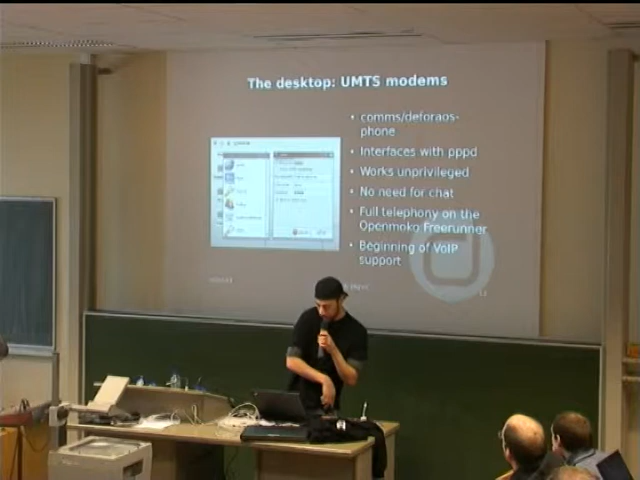 The desktop: UMTS modems
• comms/deforaos-
phone
• Interfaces with pppd
• Works unprivileged
• No need for chat
• Full telephony on the
Openmoko Freerunner
• Beginning of VoIP
support